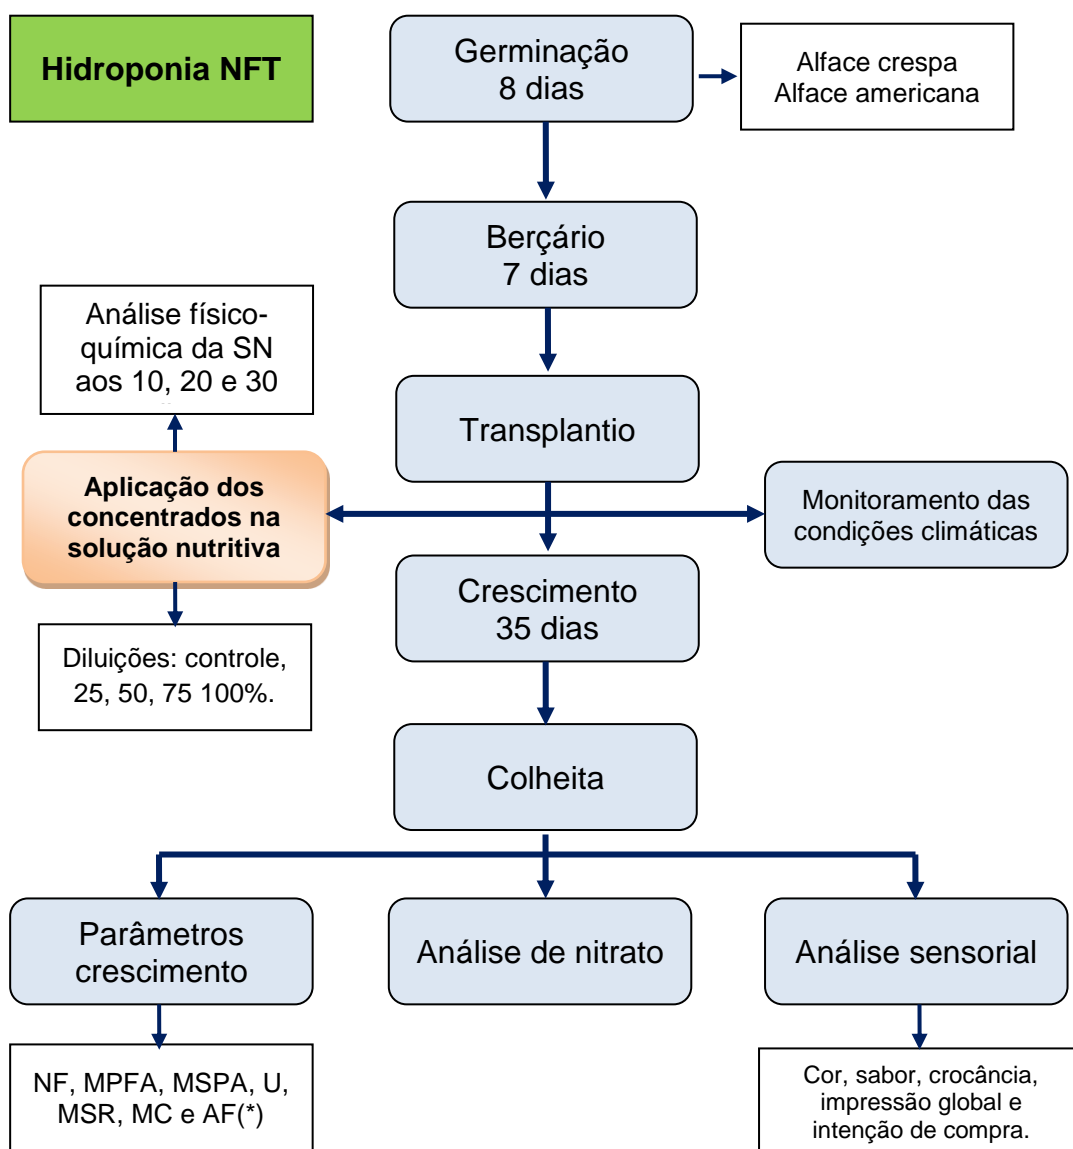 Hidroponia NFT
Germinação
8 dias
Alface crespa
Alface americana
Berçário
7 dias
Análise físico-
química da SN
aos 10, 20 e 30
Transplantio
Aplicação dos
concentrados na
solução nutritiva
Monitoramento das
condições climáticas
Crescimento
35 dias
Diluições: controle,
25, 50, 75 100%.
Colheita
Parâmetros
crescimento
Análise de nitrato
Análise sensorial
NF, MPFA, MSPA, U,
MSR, MC e AF(*)
Cor, sabor, crocância,
impressão global e
intenção de compra.